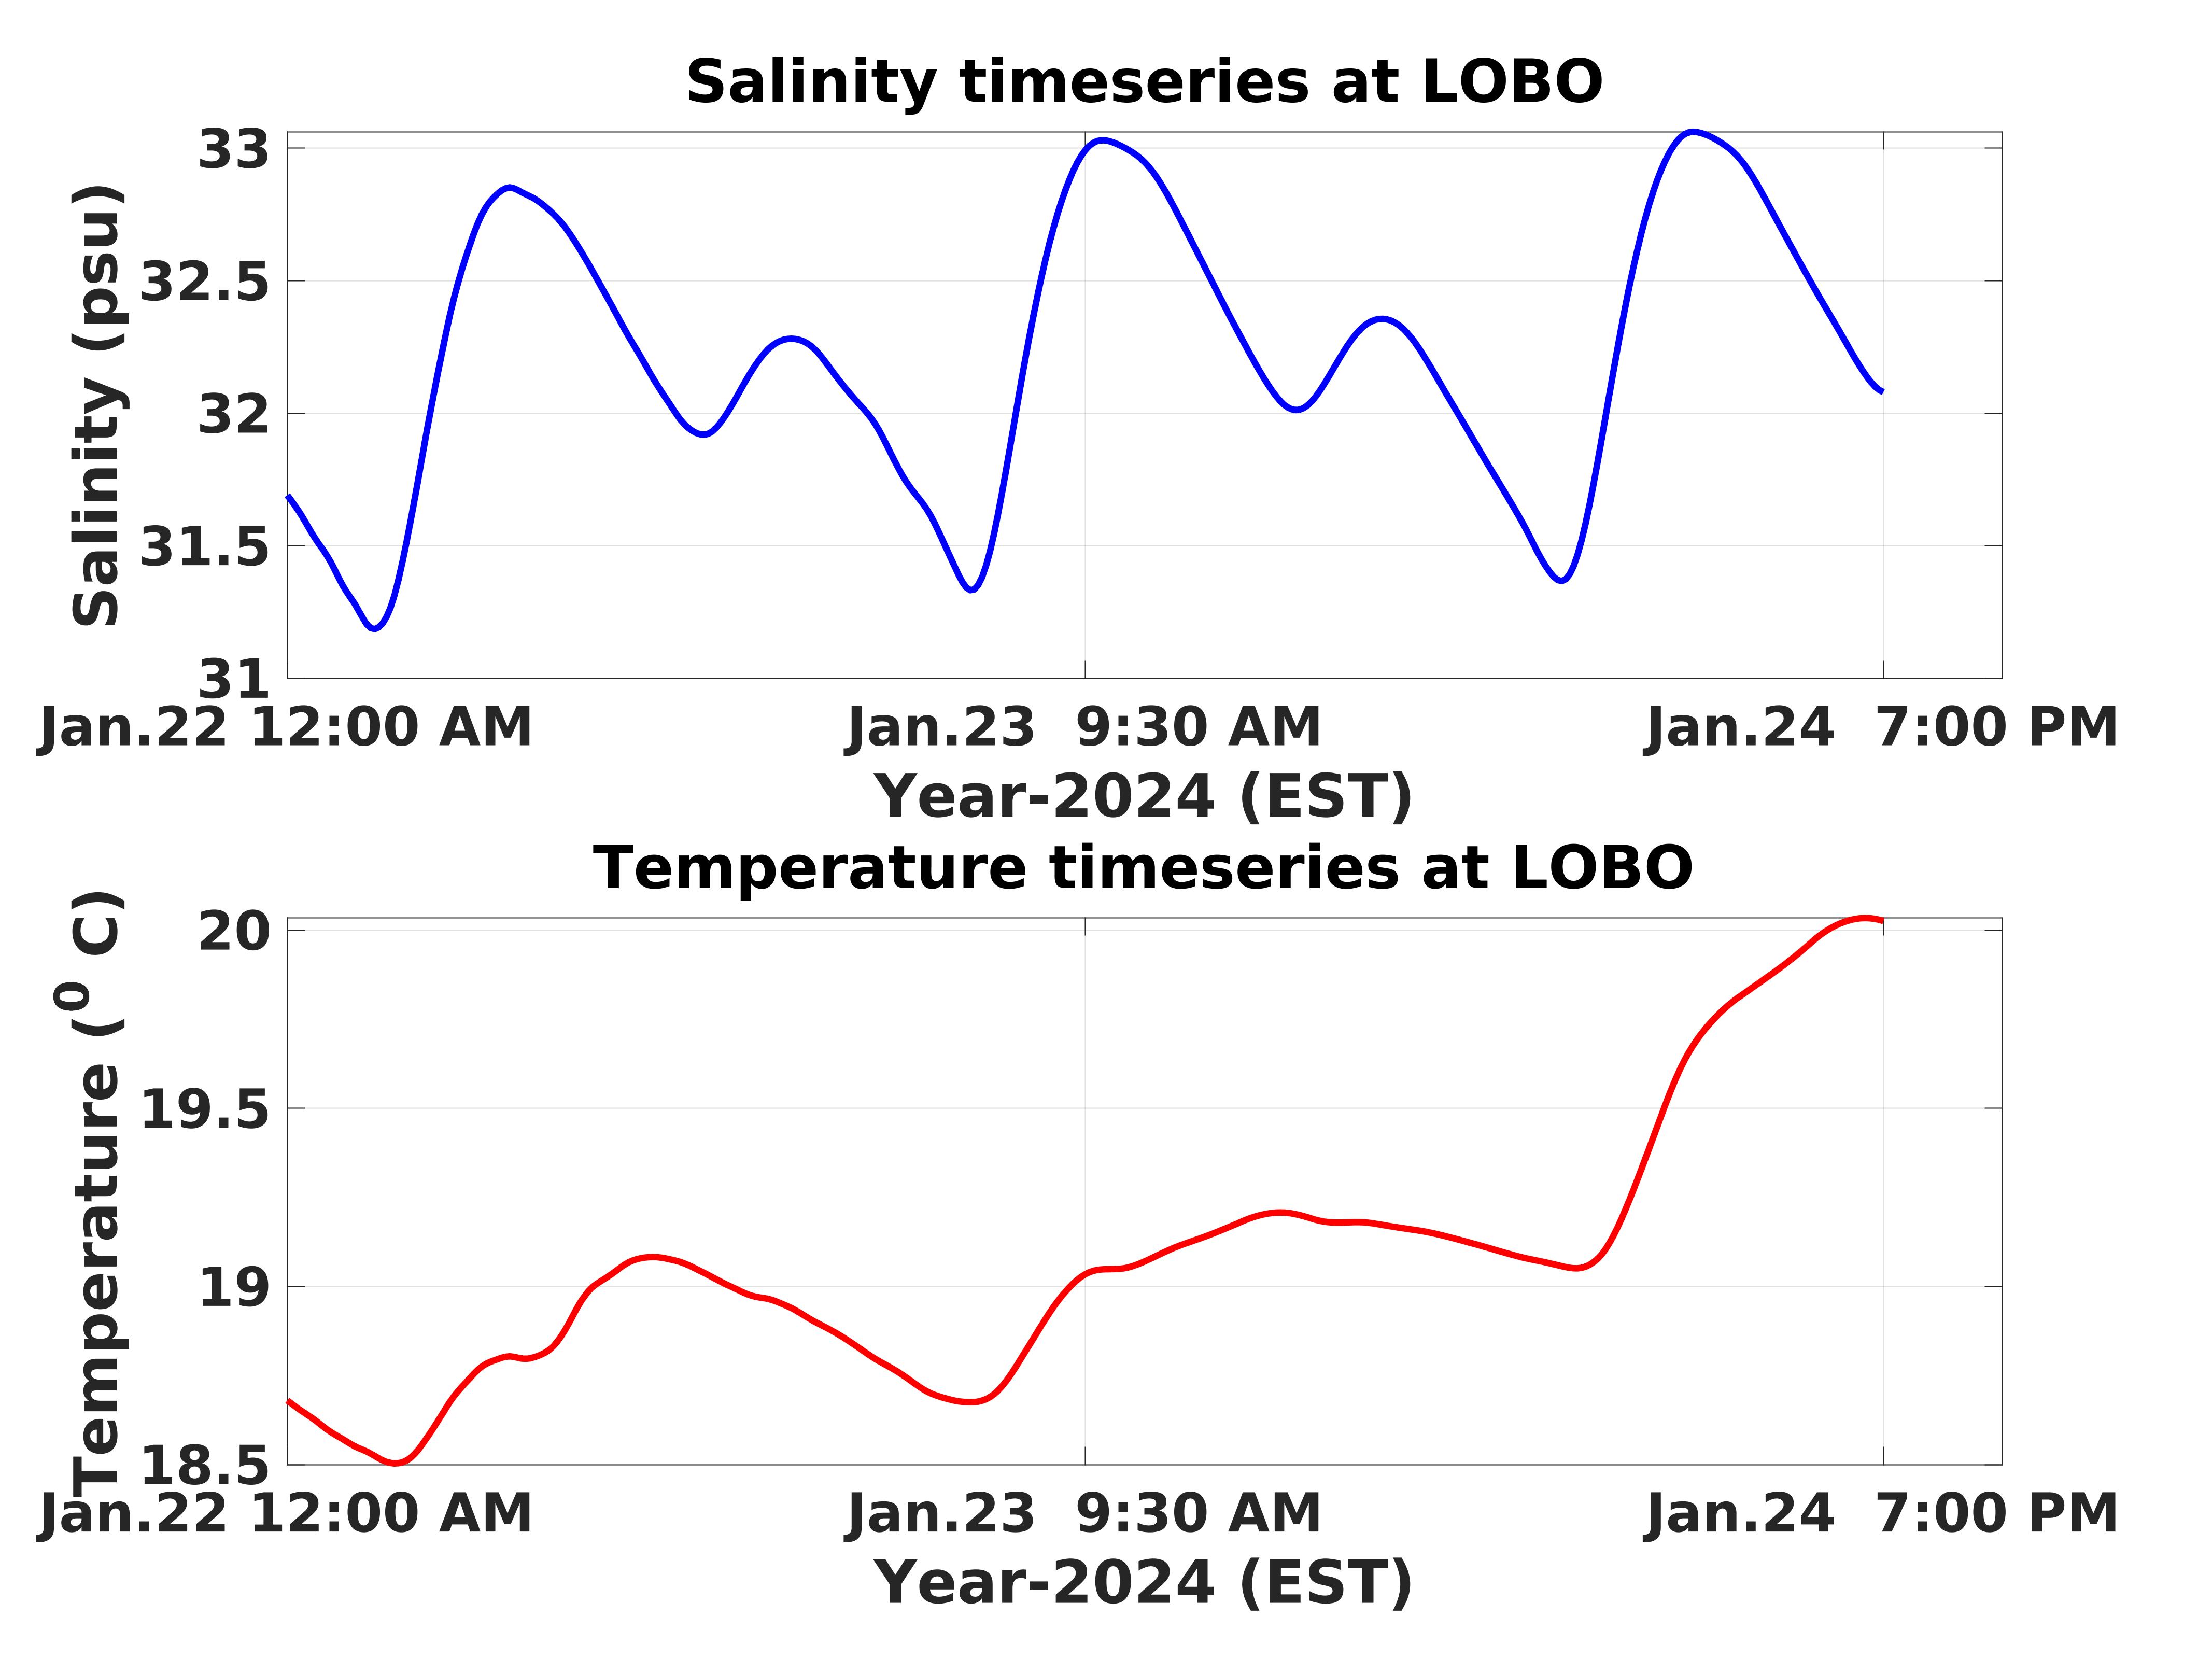 Salinity timeseries at LOBO
Salinity (psu)
33
32.5
32
31.5
31
Jan.22 12:00 AM Jan.23 9:30 AM Jan.24 7:00 PM
Year-2024 (EST)
Temperature timeseries at LOBO
Temperature (⁰ C)
20
19.5
19
18.5
Jan.22 12:00 AM Jan.23 9:30 AM Jan.24 7:00 PM
Year-2024 (EST)